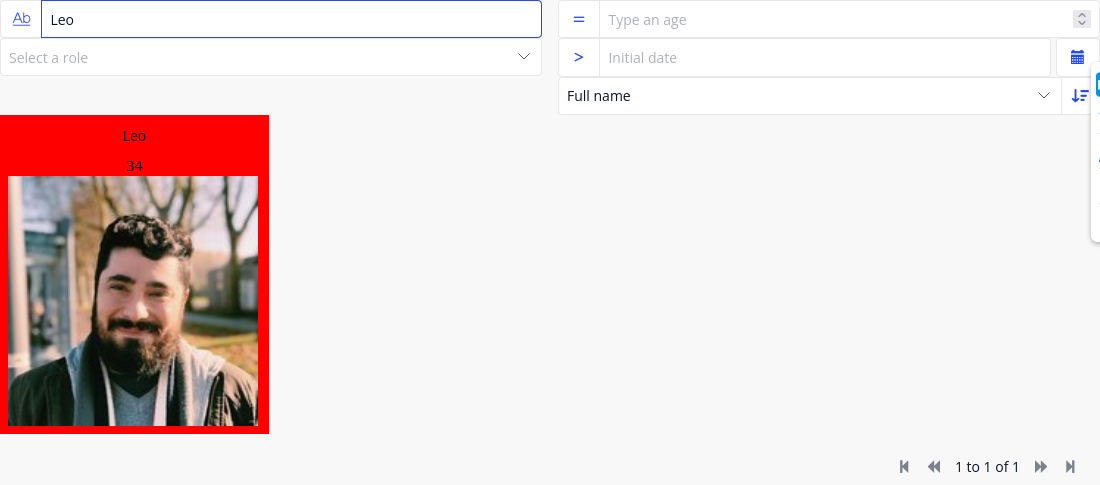 Ab
Leo
=
Type an age
Select a role
>
Initial date
Full name
Leo
34
1 to 1 of 1